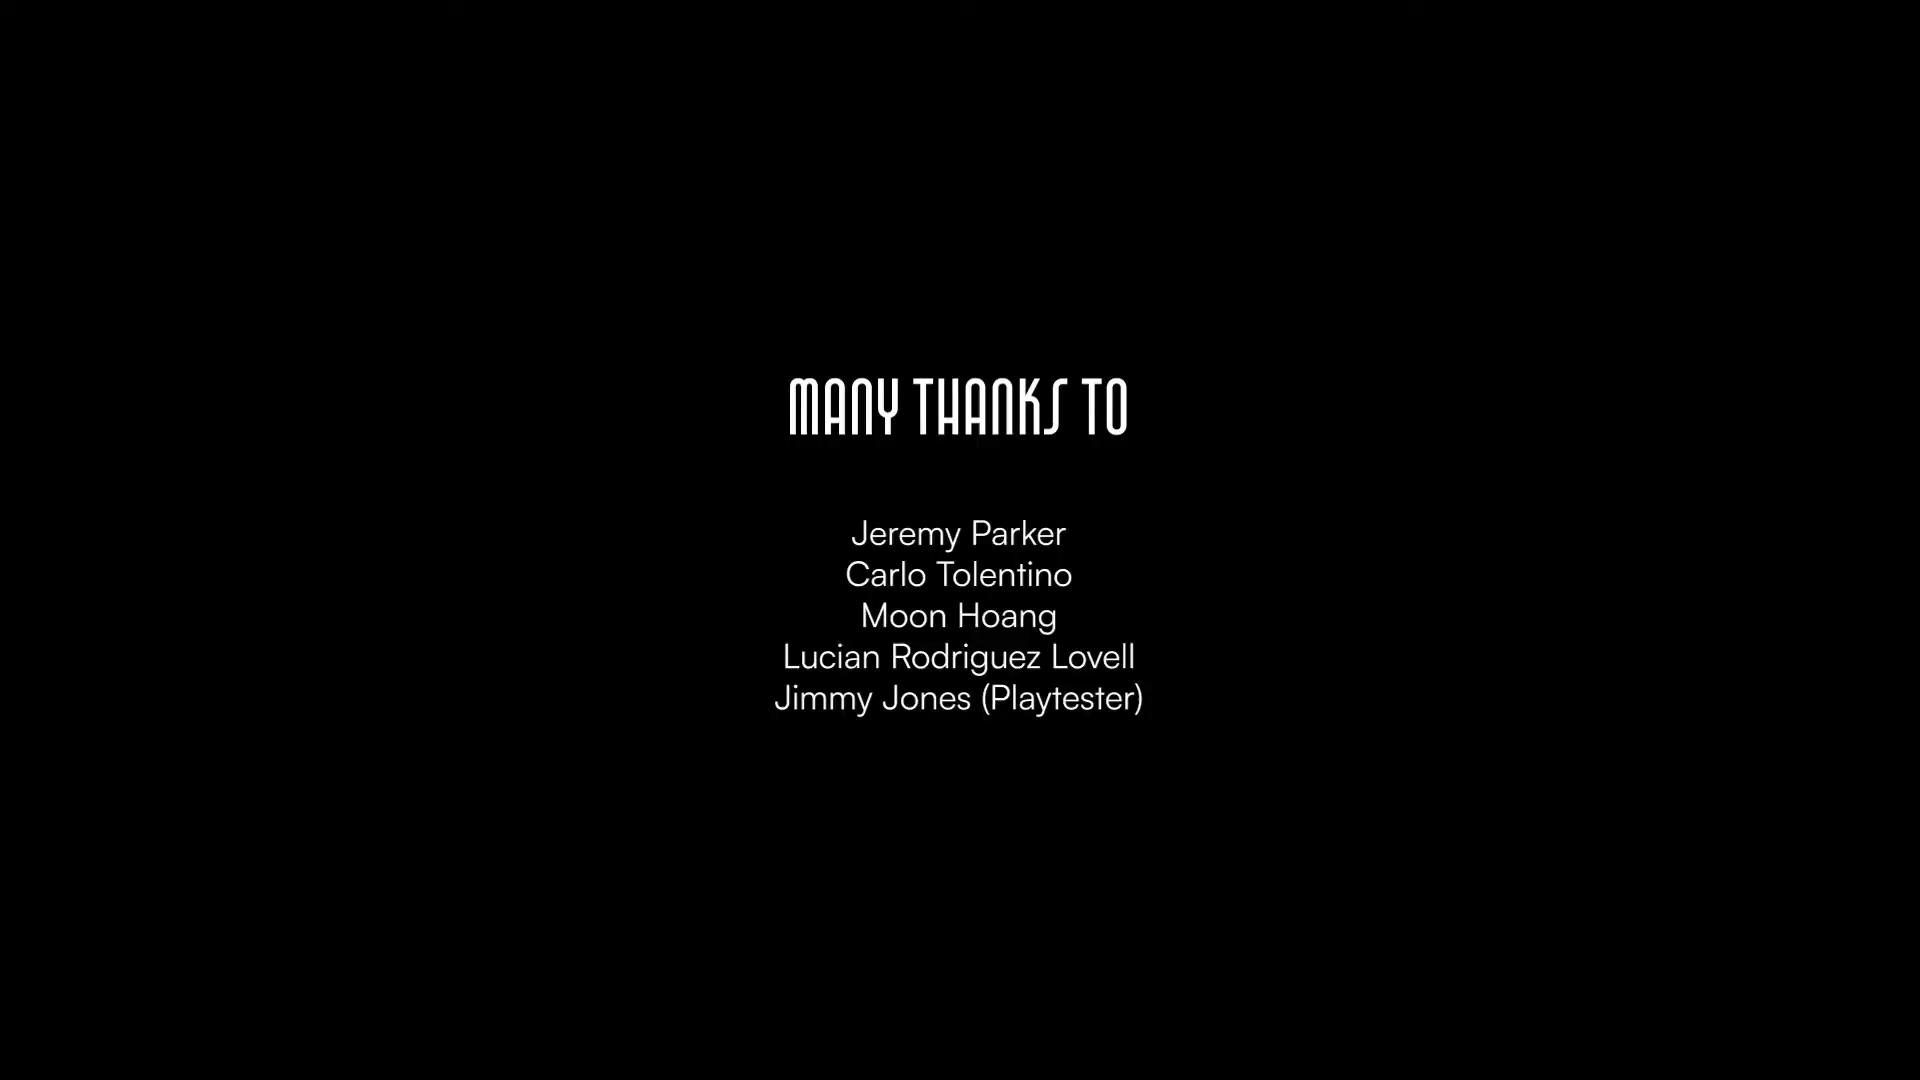 MANY THANKS TO
Jeremy Parker
Carlo Tolentino
Moon Hoang
Lucian Rodriguez Lovell
Jimmy Jones (Playtester)